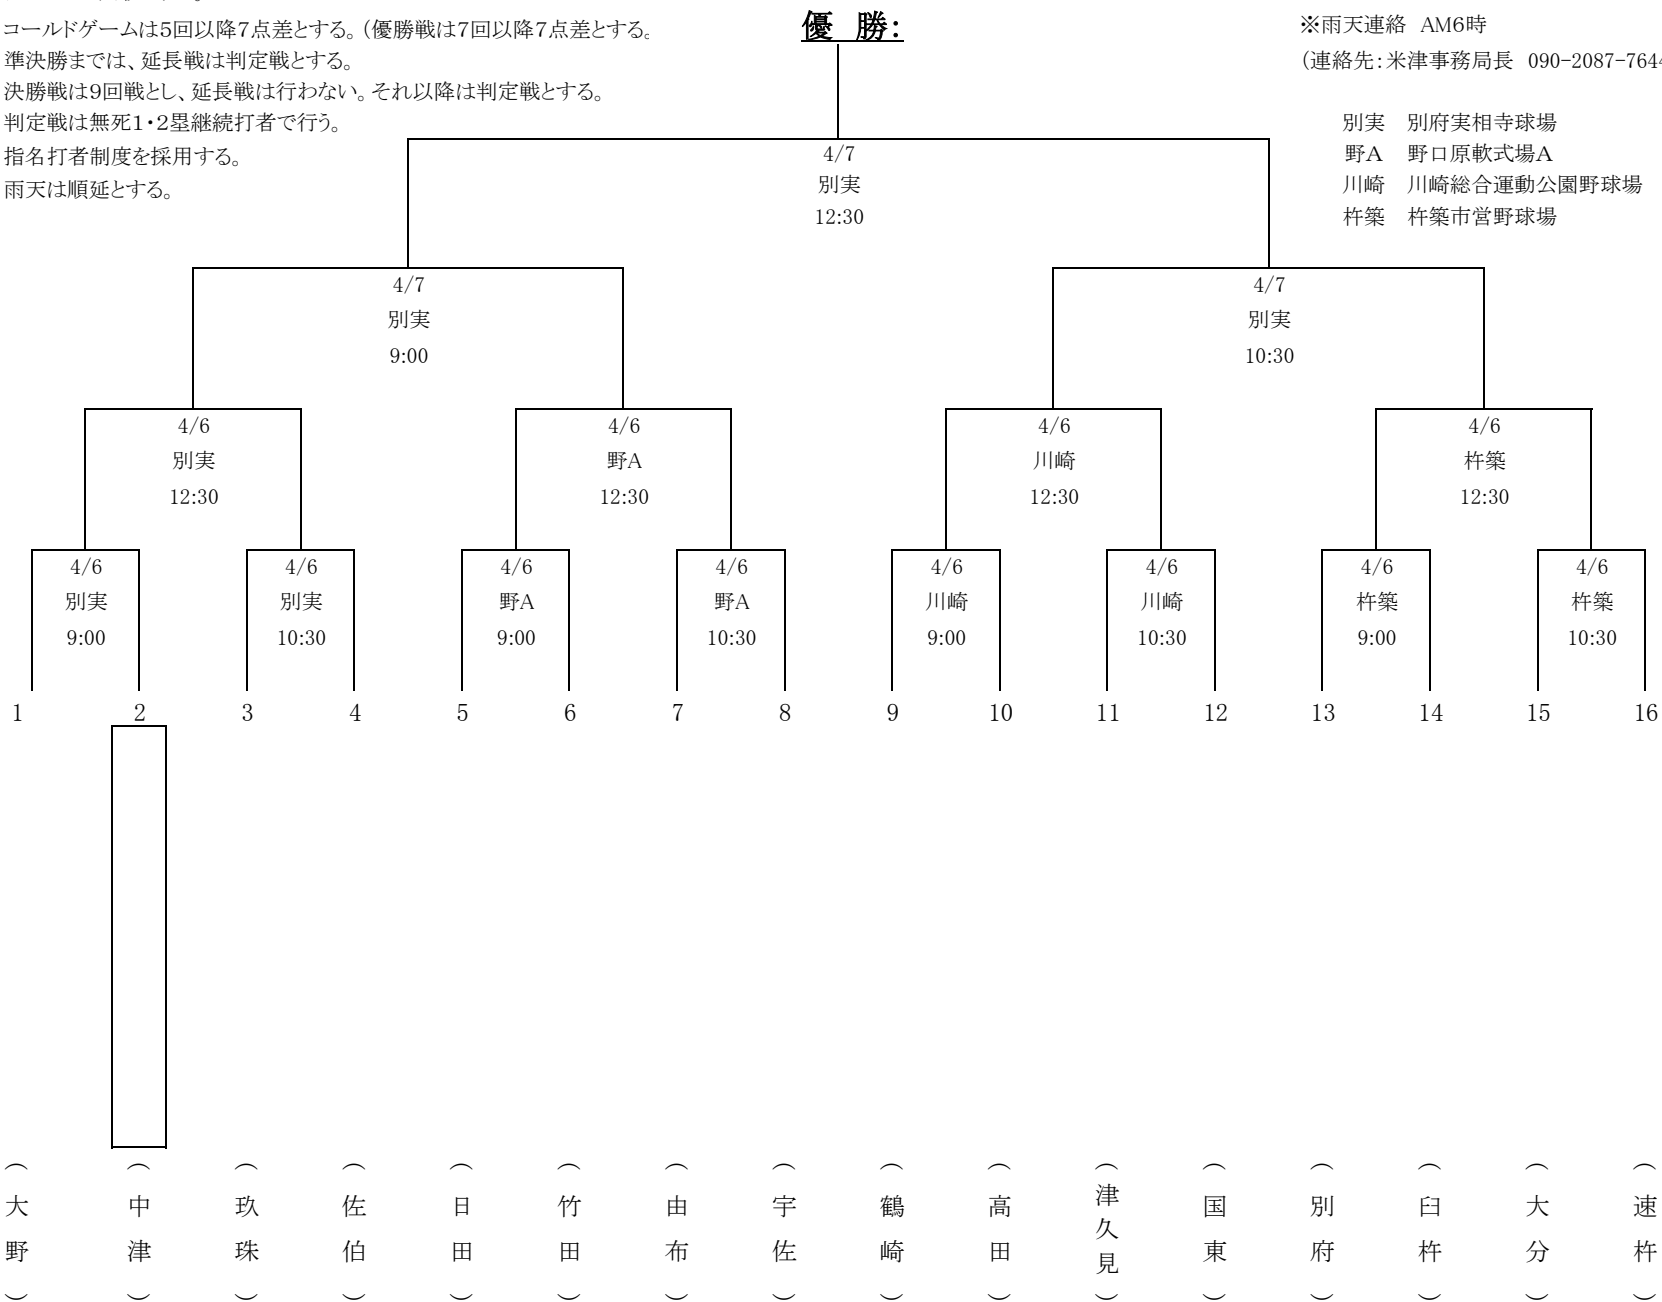 コールドゲームは5回以降7点差とする。(優勝戦は7回以降7点差とする。
準決勝までは、延長戦は判定戦とする。
決勝戦は9回戦とし、延長戦は行わない。それ以降は判定戦とする。
判定戦は無死1・2塁継続打者で行う。
指名打者制度を採用する。
雨天は順延とする。
優 勝:
※雨天連絡 AM6時
(連絡先:米津事務局長 090-2087-7644
別実 別府実相寺球場
野A 野口原軟式場A
川崎 川崎総合運動公園野球場
杵築 杵築市営野球場
4/7
別実
12:30
4/7 4/7
別実 別実
9:00 10:30
4/6 4/6 4/6 4/6
別実 野A 川崎 杵築
12:30 12:30 12:30 12:30
4/6 4/6 4/6 4/6 4/6 4/6 4/6 4/6
別実 別実 野A 野A 川崎 川崎 杵築 杵築
9:00 10:30 9:00 10:30 9:00 10:30 9:00 10:30
1 2 3 4 5 6 7 8 9 10 11 12 13 14 15 16
(大野)
(中津)
(玖珠)
(佐伯)
(日田)
(竹田)
(由布)
(宇佐)
(鶴崎)
(高田)
(津久見)
(国東)
(別府)
(臼杵)
(大分)
(速杵)